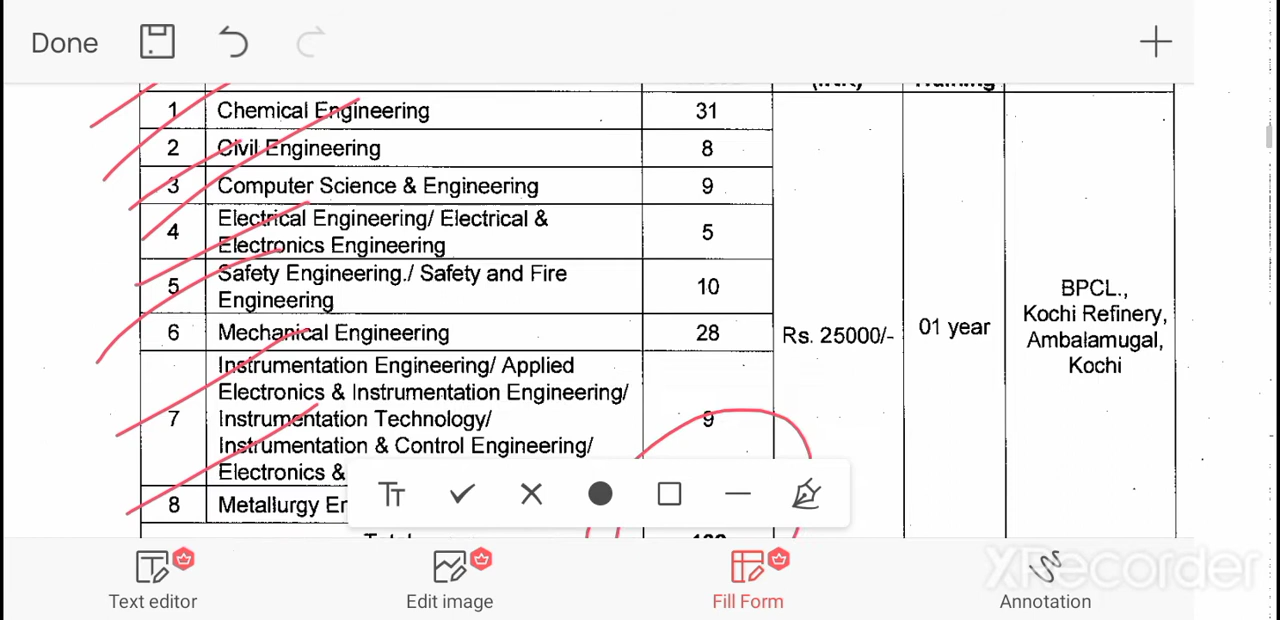 Done
1 Chemical Engineering 31
2 Civil Engineering 8
3 Computer Science & Engineering 9
4 Electrical Engineering/ Electrical &
Electronics Engineering 5
5 Safety Engineering./ Safety and Fire
Engineering 10
6 Mechanical Engineering 28
Rs. 25000/-
01 year
BPCL.,
Kochi Refinery,
Ambalamugal,
Kochi
7 Instrumentation Engineering/ Applied
Electronics & Instrumentation Engineering/
Instrumentation Technology/ 9
Instrumentation & Control Engineering/
Electronics &
8 Metallurgy
XRecorder
Text editor
Edit image
Fill Form
Annotation